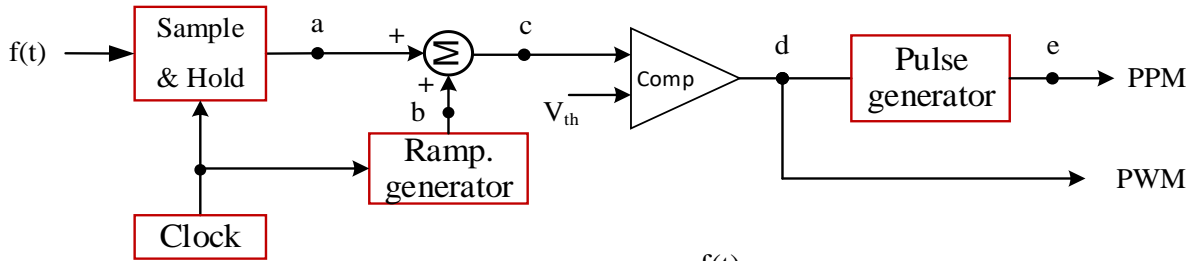 f(t)
Sample
& Hold
a
+
Σ
+
b
c
Comp
V_th
d
Pulse
generator
e
PPM
Ramp.
generator
PWM
Clock
f(t)